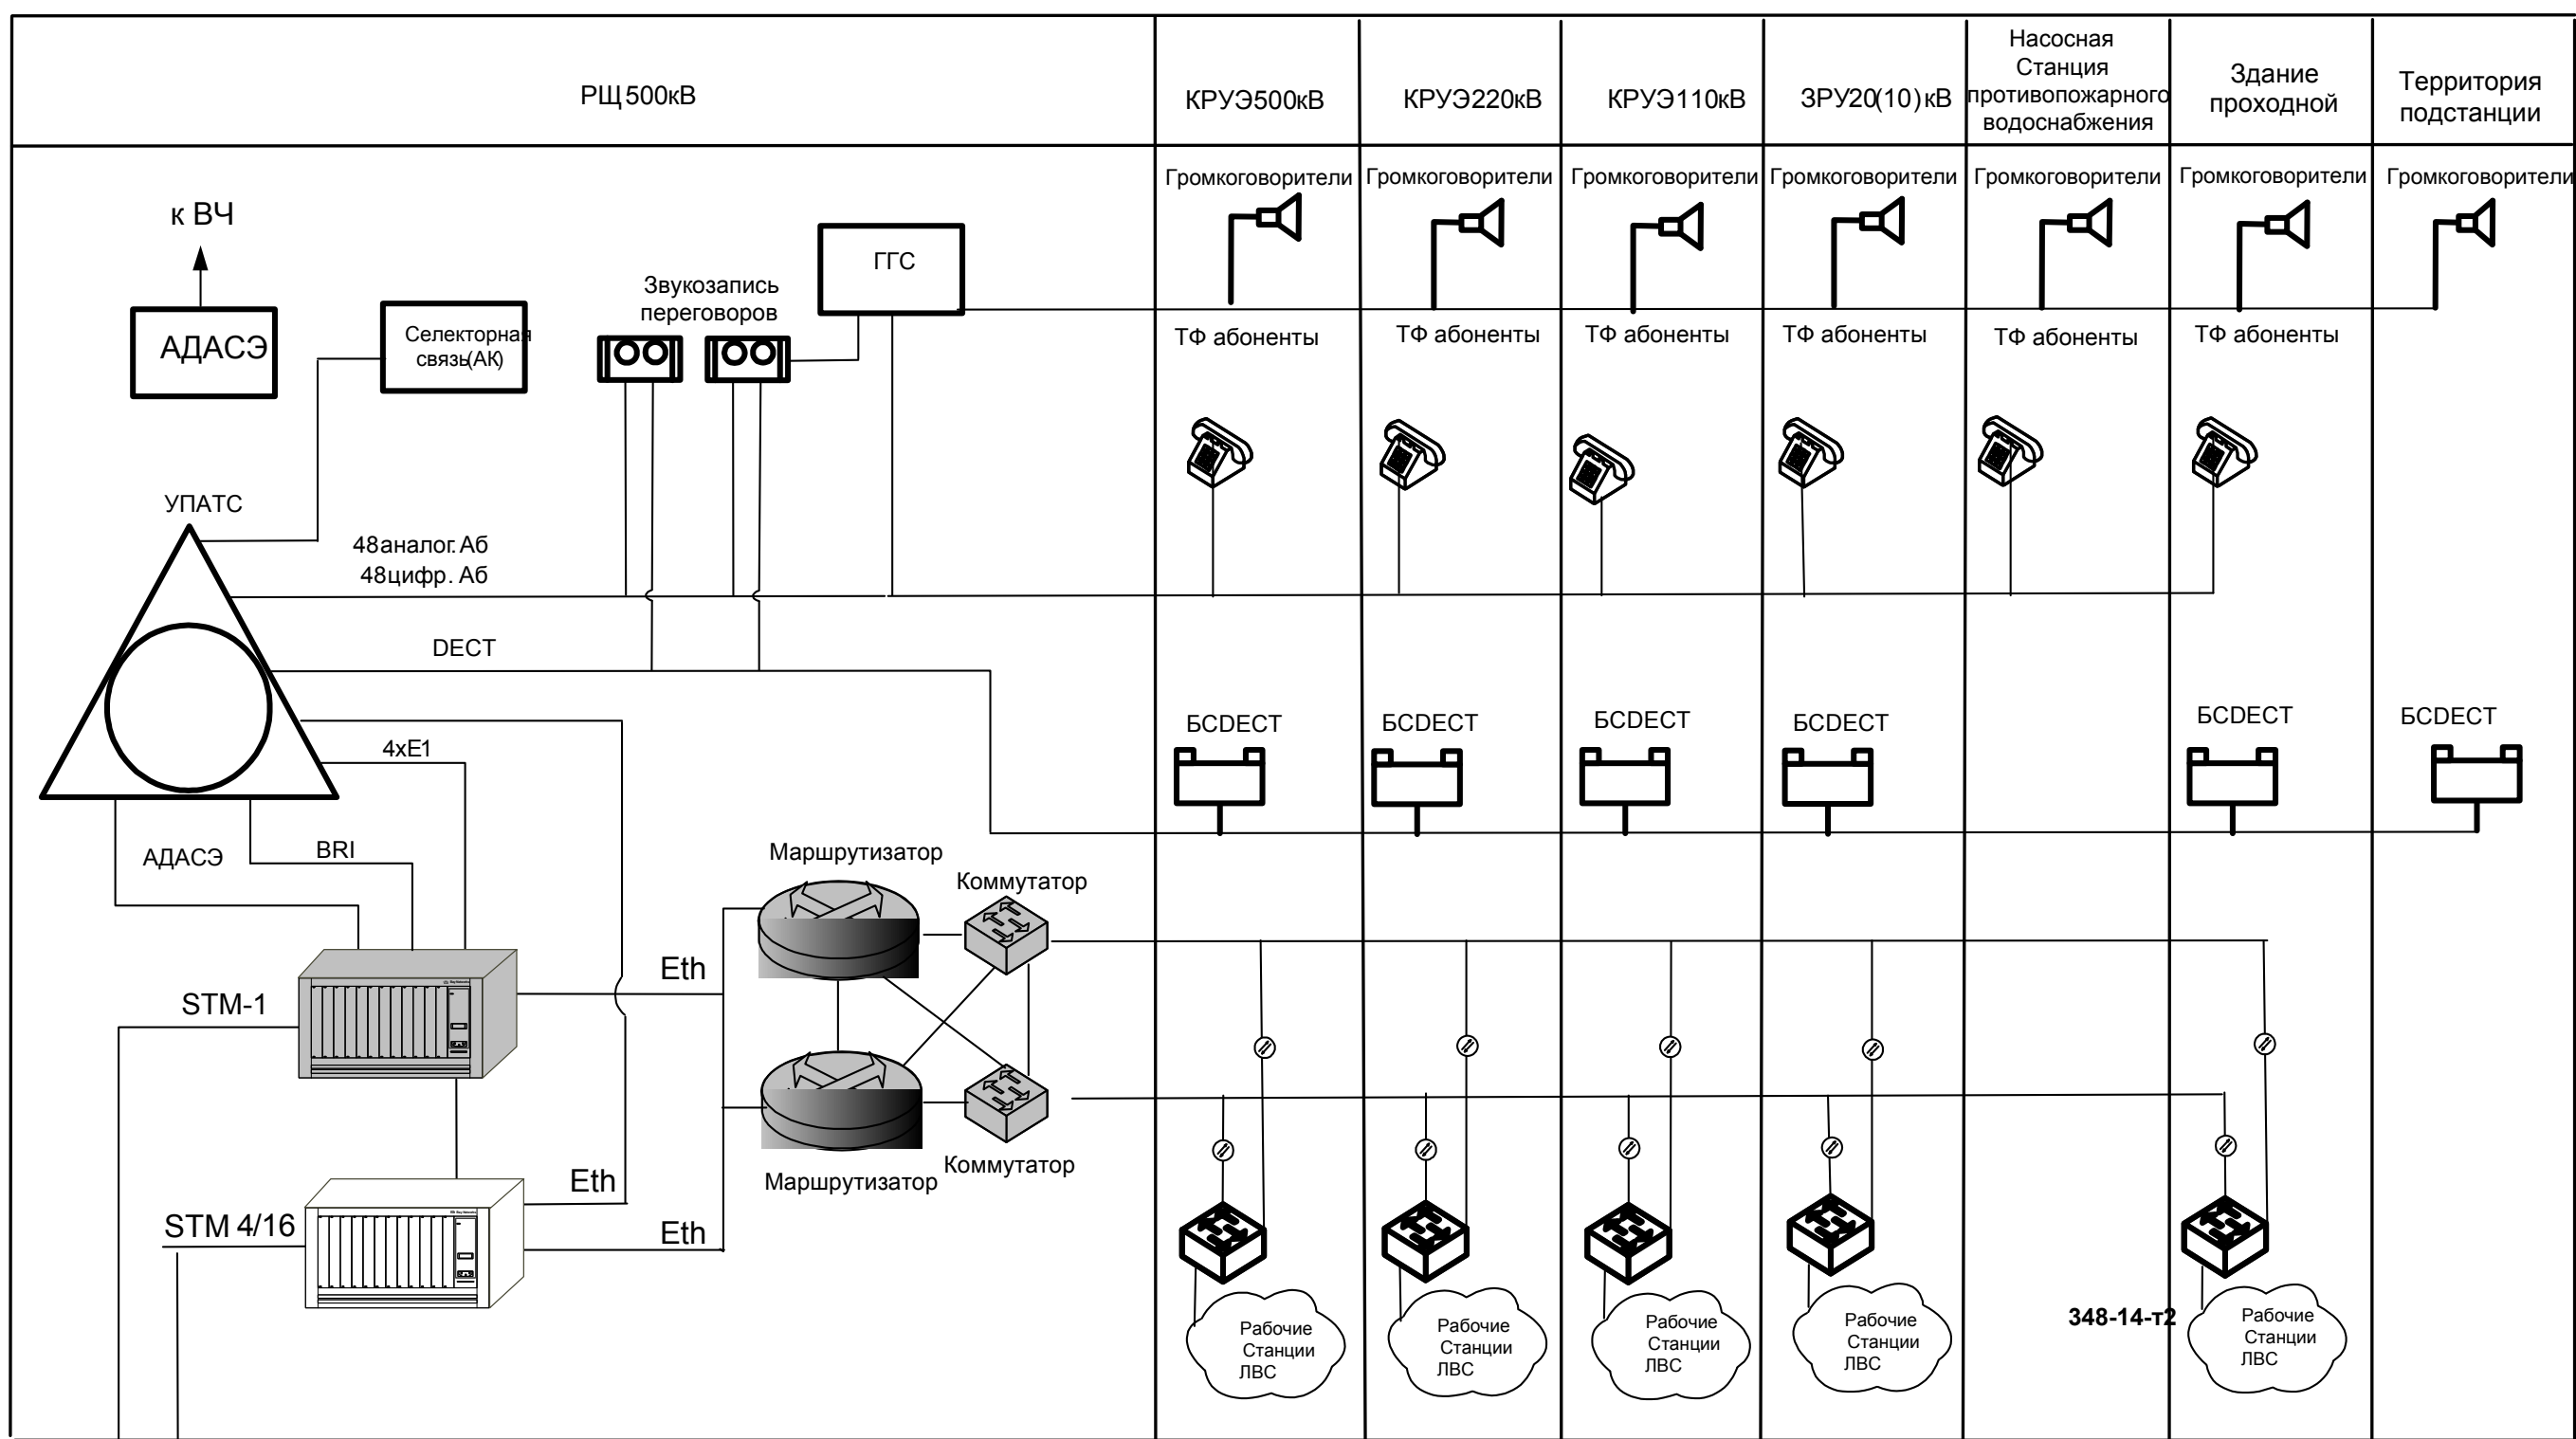 РЩ500кВ
КРУЭ500кВ
КРУЭ220кВ
КРУЭ110кВ
ЗРУ20(10)кВ
Насосная
Станция
противопожарного
водоснабжения
Здание
проходной
Территория
подстанции
Громкоговорители
Громкоговорители
Громкоговорители
Громкоговорители
Громкоговорители
Громкоговорители
Громкоговорители
к ВЧ
АДАСЭ
Селекторная
связь(АК)
Звукозапись
переговоров
ГГС
ТФ абоненты
ТФ абоненты
ТФ абоненты
ТФ абоненты
ТФ абоненты
ТФ абоненты
УПАТС
48аналог.Аб
48цифр. Аб
DECT
4xE1
БСDECT
БСDECT
БСDECT
БСDECT
БСDECT
БСDECT
АДАСЭ
BRI
Маршрутизатор
Коммутатор
Eth
STM-1
Коммутатор
Маршрутизатор
Eth
STM 4/16
Eth
Рабочие
Станции
ЛВС
Рабочие
Станции
ЛВС
Рабочие
Станции
ЛВС
Рабочие
Станции
ЛВС
348-14-т2
Рабочие
Станции
ЛВС